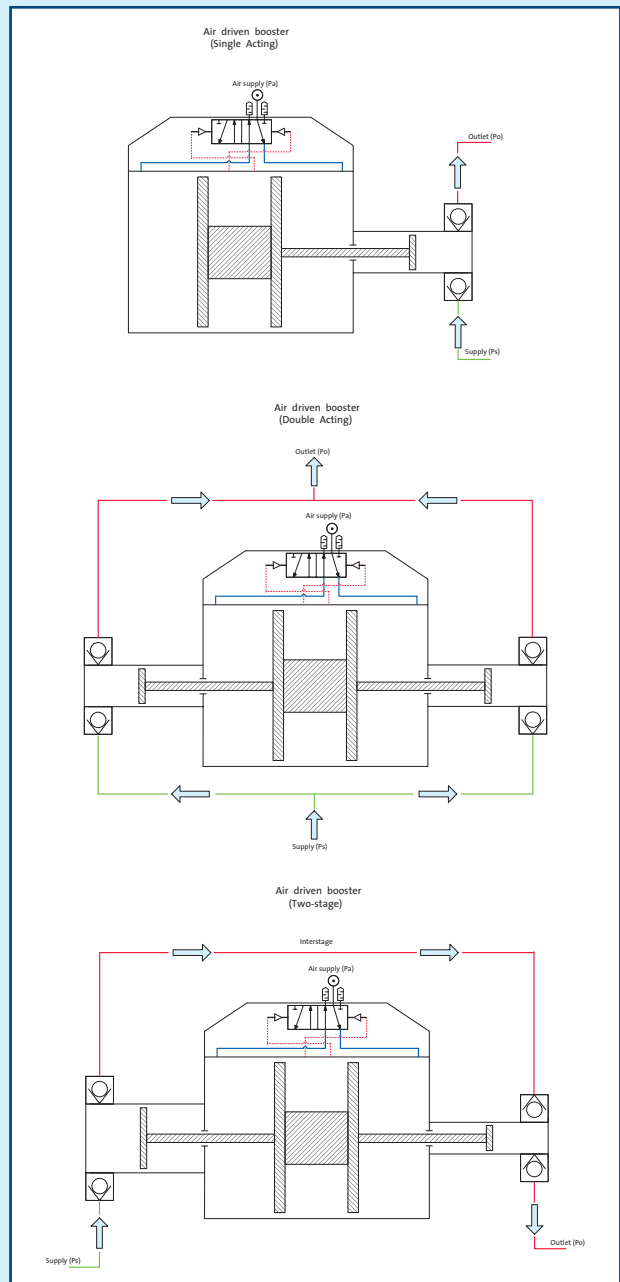 Air driven booster
(Single Acting)
Air supply (Pa)
Outlet (Po)
Supply (Ps)
Air driven booster
(Double Acting)
Outlet (Po)
Air supply (Pa)
Supply (Ps)
Air driven booster
(Two-stage)
Interstage
Air supply (Pa)
Supply (Ps)
Outlet (Po)